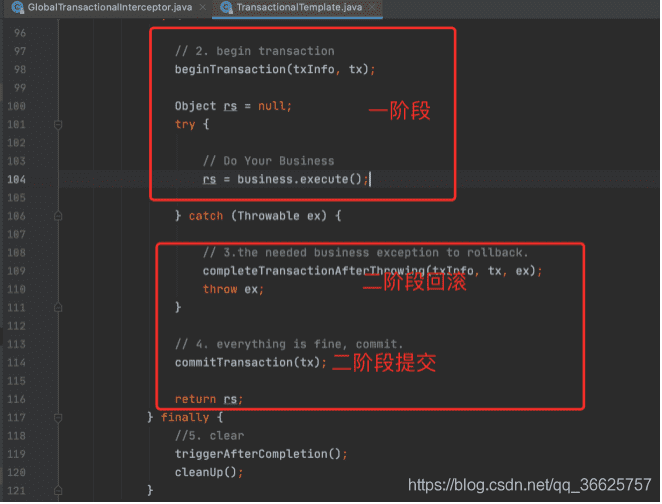 GlobalTransactionalInterceptor.java × TransactionalTemplate.java ×
96
97 // 2. begin transaction
98 beginTransaction(txInfo, tx);
99
100 Object rs = null; 一阶段
101 try {
102
103 // Do Your Business
104 rs = business.execute();
105
106 } catch (Throwable ex) {
107
108 // 3.the needed business exception to rollback.
109 completeTransactionAfterThrowing(txInfo, tx, ex);
二阶段回滚
110 throw ex;
111 }
112
113 // 4. everything is fine, commit.
114 commitTransaction(tx); 二阶段提交
115
116 return rs;
117 } finally {
118 //5. clear
119 triggerAfterCompletion();
120 cleanUp();
121 }
https://blog.csdn.net/qq_36625757